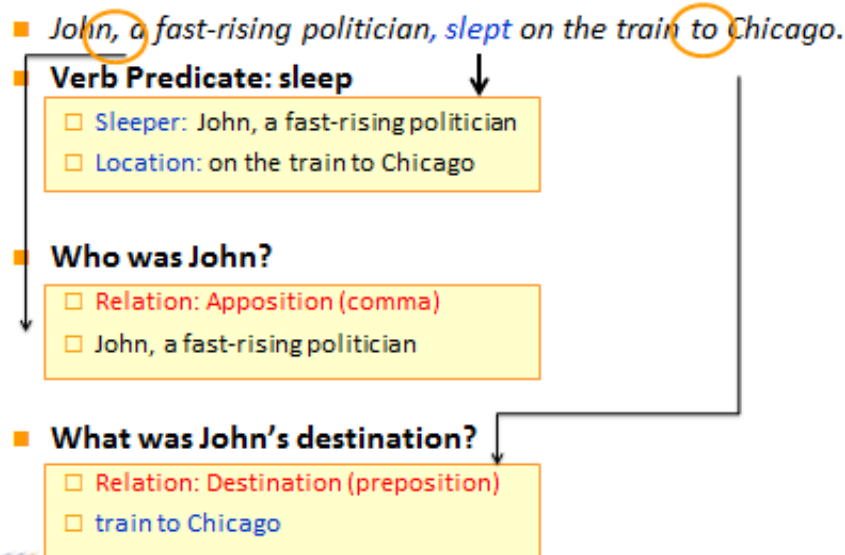 John, a fast-rising politician, slept on the train to Chicago.
Verb Predicate: sleep
Sleeper: John, a fast-rising politician
Location: on the train to Chicago
Who was John?
Relation: Apposition (comma)
John, a fast-rising politician
What was John’s destination?
Relation: Destination (preposition)
train to Chicago